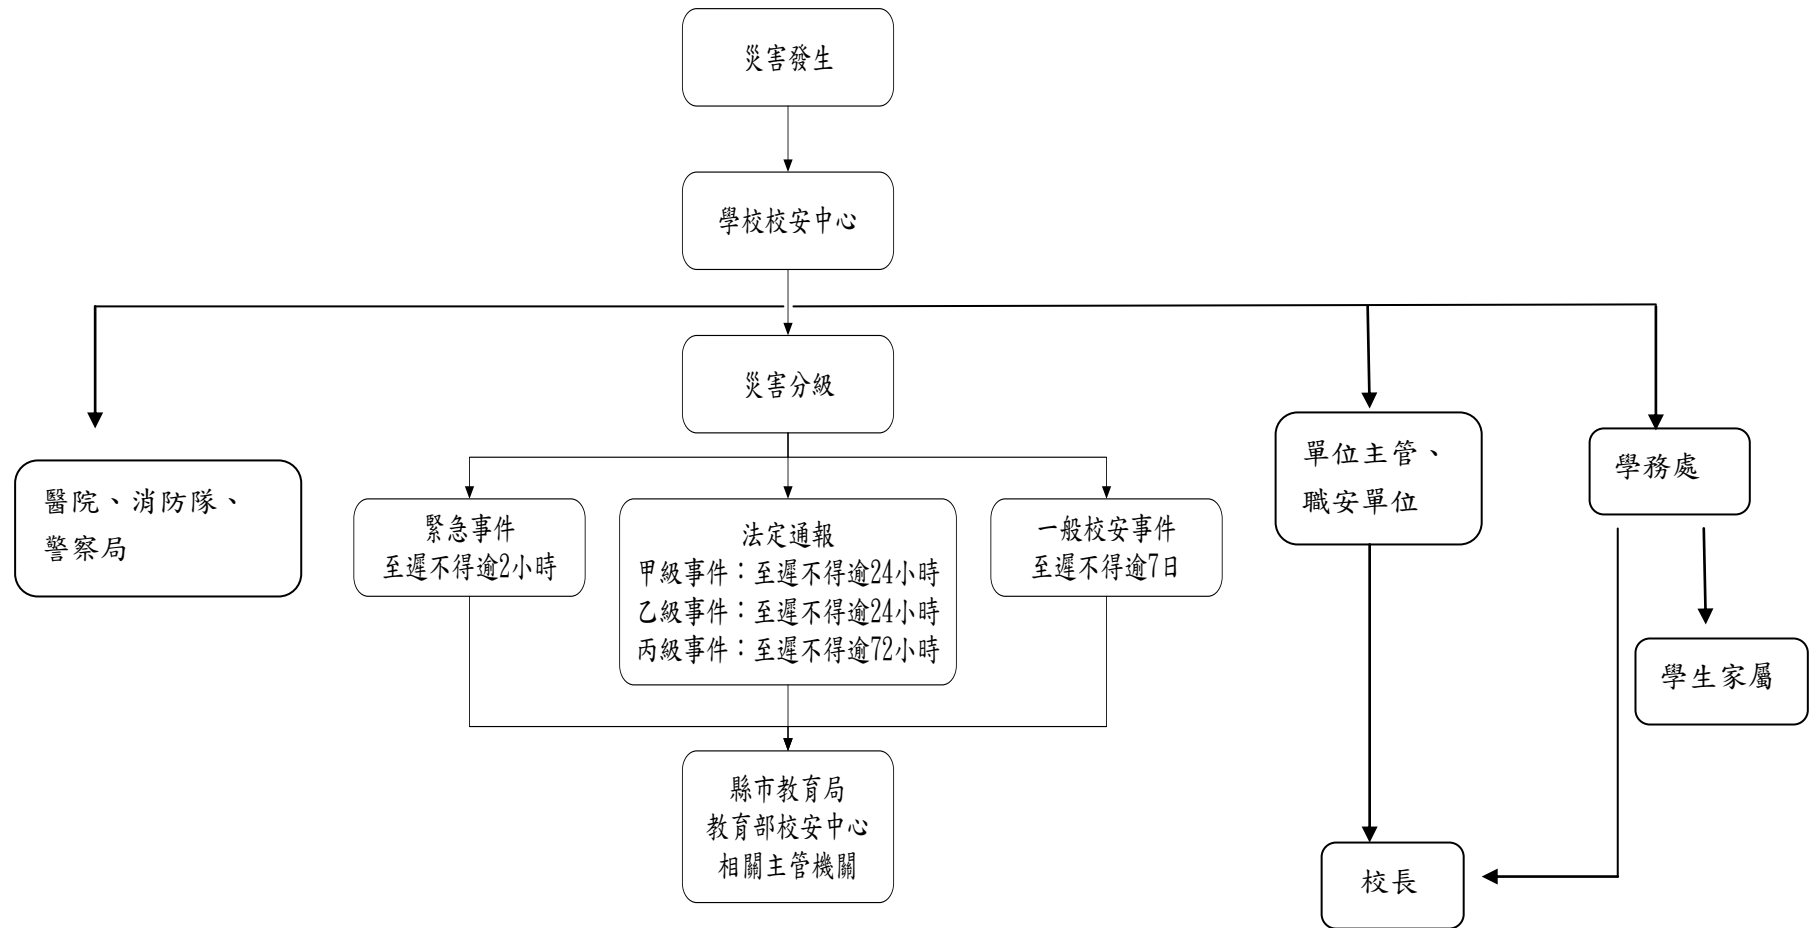 災害發生
學校校安中心
災害分級
醫院、消防隊、
警察局
緊急事件
至遲不得逾2小時
法定通報
甲級事件：至遲不得逾24小時
乙級事件：至遲不得逾24小時
丙級事件：至遲不得逾72小時
一般校安事件
至遲不得逾7日
單位主管、
職安單位
學務處
學生家屬
縣市教育局
教育部校安中心
相關主管機關
校長